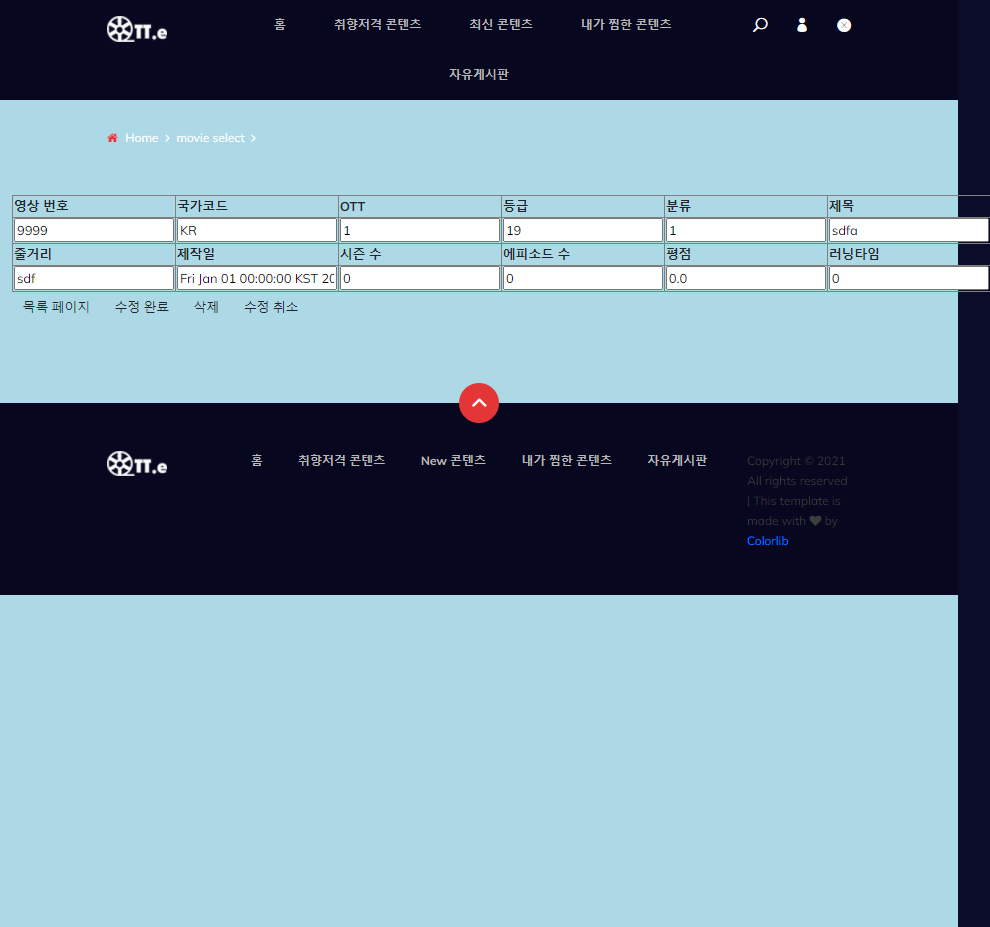 TT.e 홈 취향저격 콘텐츠 최신 콘텐츠 내가 찜한 콘텐츠
자유게시판
Home movie select
영상 번호 국가코드 OTT 등급 분류 제목
9999 KR 1 19 1 sdfa
줄거리 제작일 시즌 수 에피소드 수 평점 러닝타임
sdf Fri Jan 01 00:00:00 KST 20 0 0 0.0 0
목록 페이지 수정 완료 삭제 수정 취소
TT.e 홈 취향저격 콘텐츠 New 콘텐츠 내가 찜한 콘텐츠 자유게시판
Copyright © 2021
All rights reserved
| This template is
made with ♥ by
Colorlib